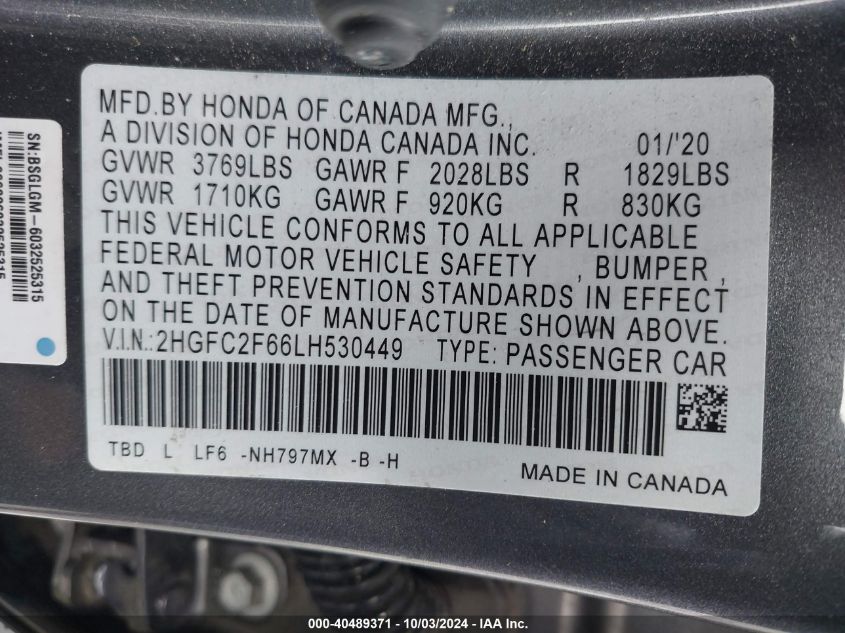 MFD.BY HONDA OF CANADA MFG.,
A DIVISION OF HONDA CANADA INC. 01/'20
GVWR 3769LBS GAWR F 2028LBS R 1829LBS
GVWR 1710KG GAWR F 920KG R 830KG
THIS VEHICLE CONFORMS TO ALL APPLICABLE
FEDERAL MOTOR VEHICLE SAFETY , BUMPER ,
AND THEFT PREVENTION STANDARDS IN EFFECT
ON THE DATE OF MANUFACTURE SHOWN ABOVE.
V.I.N.:2HGFC2F66LH530449 TYPE: PASSENGER CAR
TBD L LF6 -NH797MX -B -H
MADE IN CANADA
SN:BSGLGM-6032525315
000-40489371 - 10/03/2024 - IAA Inc.